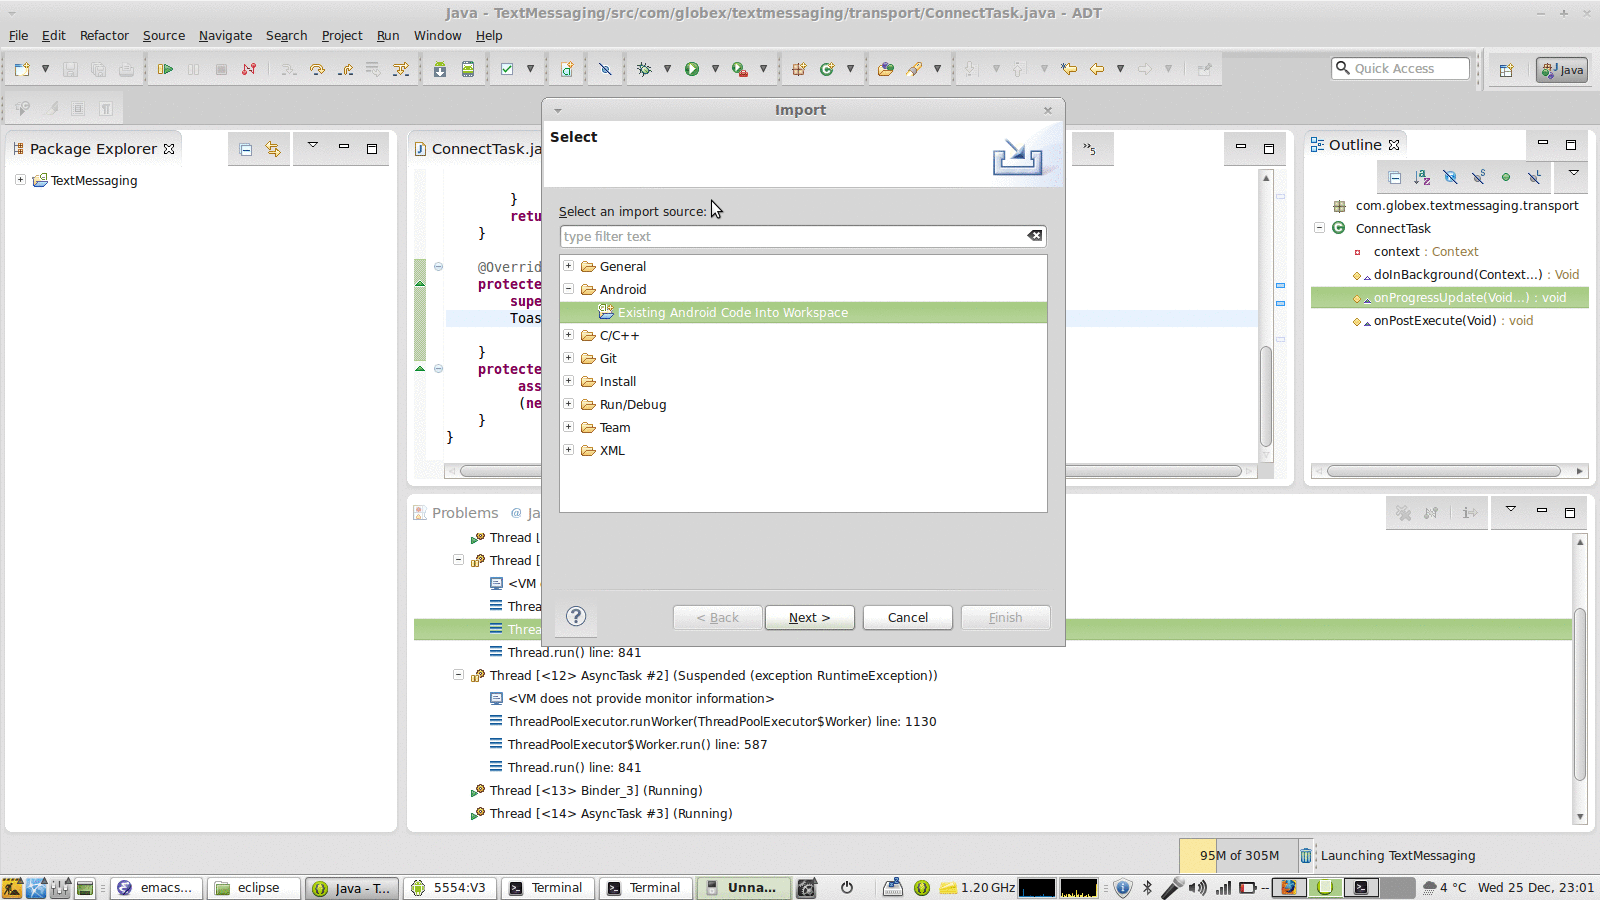 Java - TextMessaging/src/com/globex/textmessaging/transport/ConnectTask.java - ADT
File Edit Refactor Source Navigate Search Project Run Window Help
Quick Access
Java
Package Explorer
TextMessaging
ConnectTask.ja
»5
}
retu
}
@Overrid
protecte
supe
Toas
}
protecte
ass
(ne
}
}
Import
Select
Select an import source:
type filter text
General
Android
Existing Android Code Into Workspace
C/C++
Git
Install
Run/Debug
Team
XML
?
< Back
Next >
Cancel
Finish
Outline
com.globex.textmessaging.transport
ConnectTask
context : Context
doInBackground(Context...) : Void
onProgressUpdate(Void...) : void
onPostExecute(Void) : void
Problems @ Ja
Thread [
Thread [
<VM
Threa
Threa
Thread.run() line: 841
Thread [<12> AsyncTask #2] (Suspended (exception RuntimeException))
<VM does not provide monitor information>
ThreadPoolExecutor.runWorker(ThreadPoolExecutor$Worker) line: 1130
ThreadPoolExecutor$Worker.run() line: 587
Thread.run() line: 841
Thread [<13> Binder_3] (Running)
Thread [<14> AsyncTask #3] (Running)
95M of 305M
Launching TextMessaging
emacs... eclipse Java - T... 5554:V3 Terminal Terminal Unna... 1.20 GHz -- 4 °C Wed 25 Dec, 23:01